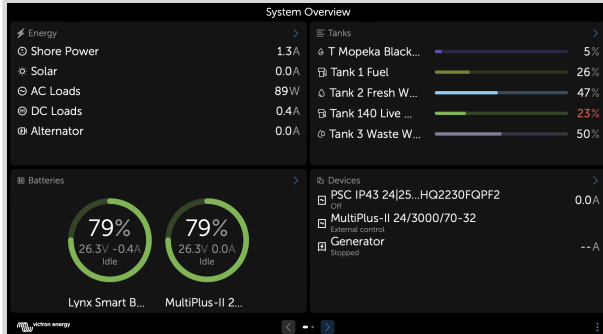 System Overview
Energy
Shore Power 1.3A
Solar 0.0A
AC Loads 89W
DC Loads 0.4A
Alternator 0.0A
Tanks
T Mopeka Black... 5%
Tank 1 Fuel 26%
Tank 2 Fresh W... 47%
Tank 140 Live ... 23%
Tank 3 Waste W... 50%
Batteries
79%
26.3V -0.4A
Idle
Lynx Smart B...
79%
26.3V 0.0A
Idle
MultiPlus-II 2...
Devices
PSC IP43 24|25...HQ2230FQPF2 0.0A
Off
MultiPlus-II 24/3000/70-32
External control
Generator --A
Stopped
victron energy